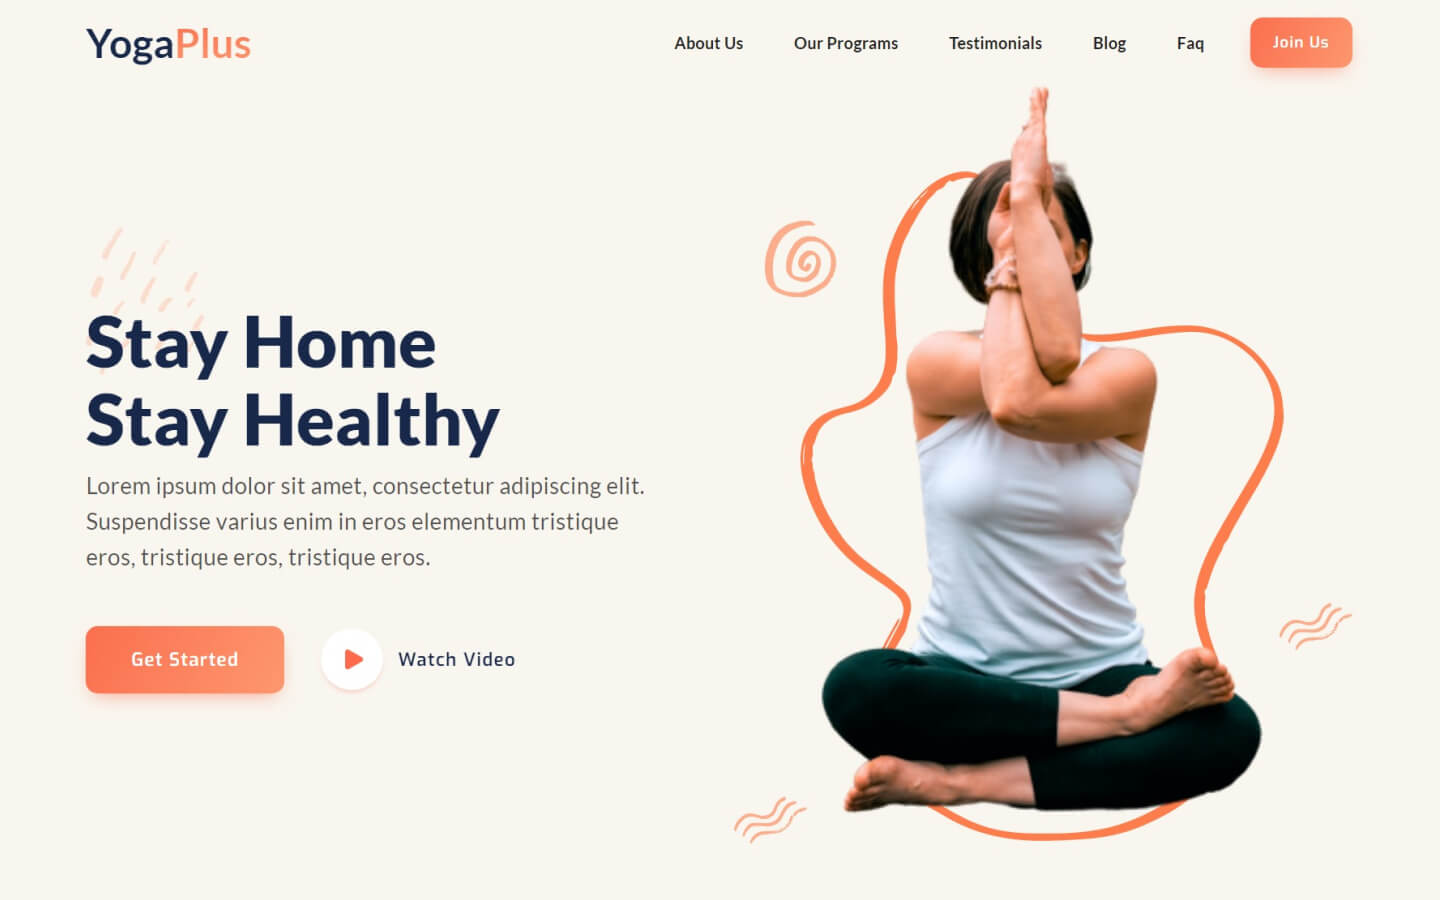 YogaPlus
About Us
Our Programs
Testimonials
Blog
Faq
Join Us
Stay Home
Stay Healthy
Lorem ipsum dolor sit amet, consectetur adipiscing elit.
Suspendisse varius enim in eros elementum tristique
eros, tristique eros, tristique eros.
Get Started
Watch Video